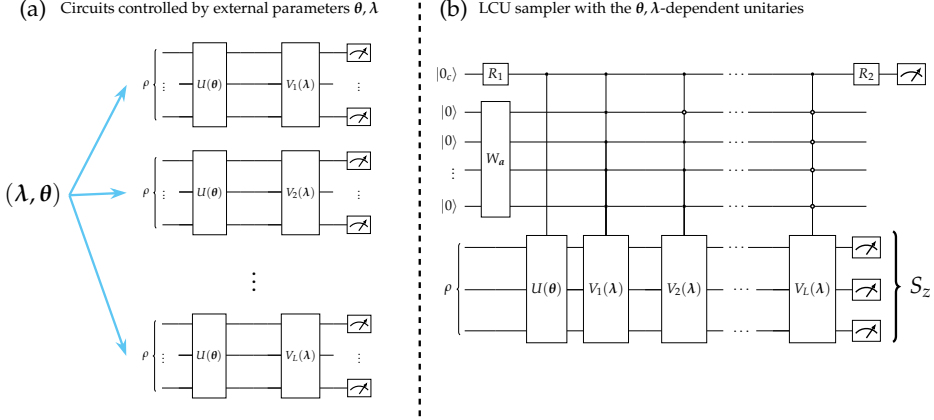 (a) Circuits controlled by external parameters θ, λ
ρ U(θ) V₁(λ)
⋮ ⋮
ρ U(θ) V₂(λ)
⋮ ⋮
(λ, θ)
⋮
ρ U(θ) V_L(λ)
⋮ ⋮
(b) LCU sampler with the θ, λ-dependent unitaries
|0_c⟩ R₁ ··· R₂
|0⟩ ···
|0⟩ ···
W_a
⋮ ···
|0⟩ ···
ρ U(θ) V₁(λ) V₂(λ) ··· V_L(λ) S_z